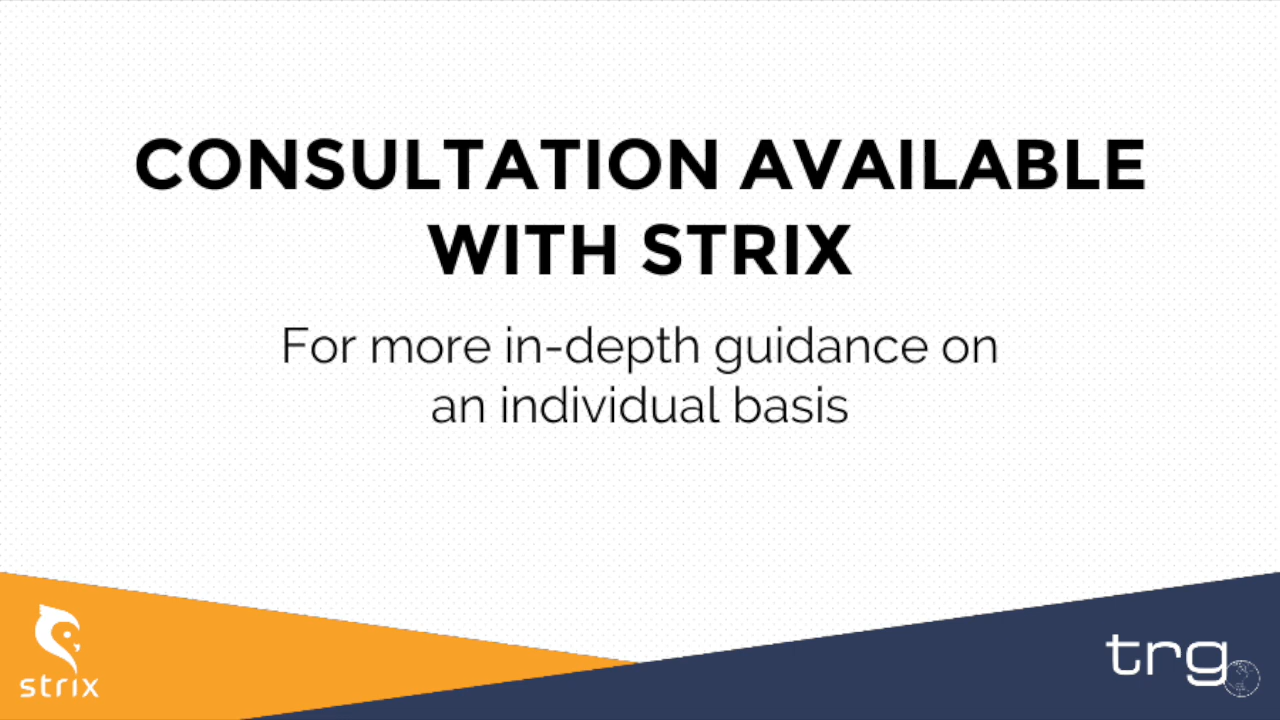 CONSULTATION AVAILABLE
WITH STRIX
For more in-depth guidance on
an individual basis
strix
trg